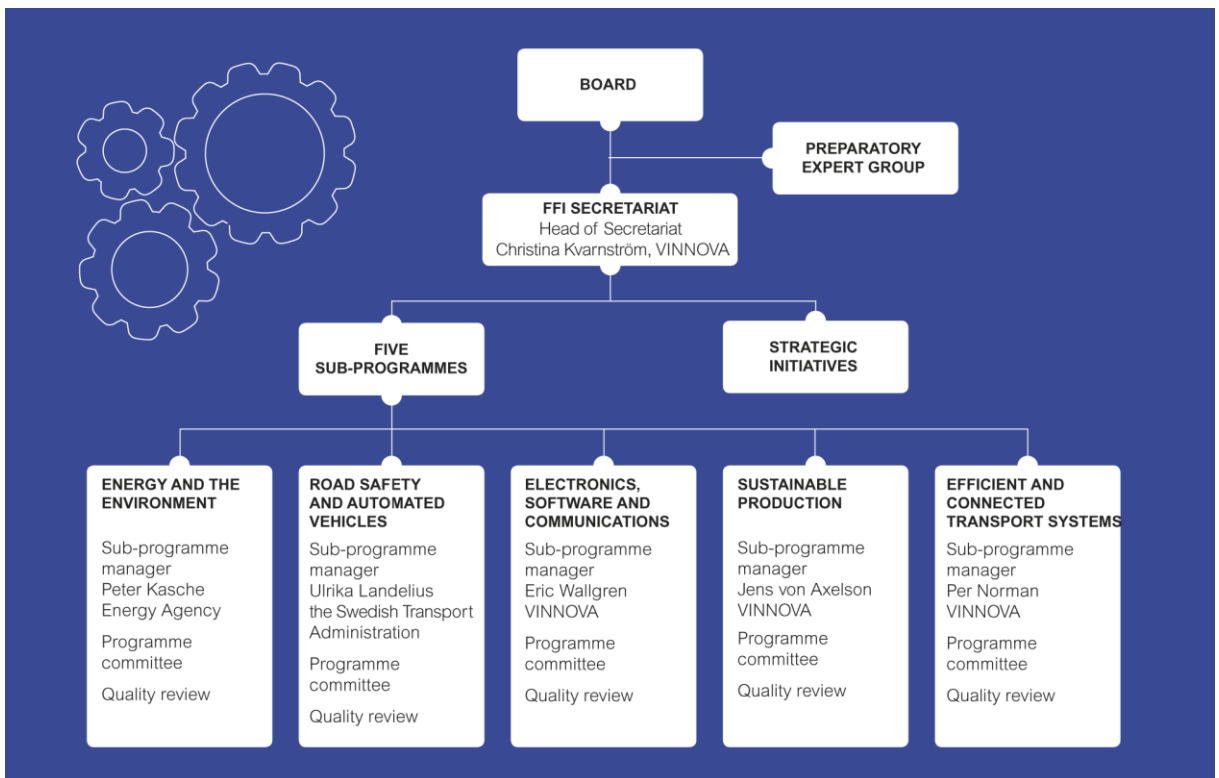 BOARD
PREPARATORY
EXPERT GROUP
FFI SECRETARIAT
Head of Secretariat
Christina Kvarnström, VINNOVA
FIVE
SUB-PROGRAMMES
STRATEGIC
INITIATIVES
ENERGY AND THE
ENVIRONMENT
Sub-programme
manager
Peter Kasche
Energy Agency
Programme
committee
Quality review
ROAD SAFETY
AND AUTOMATED
VEHICLES
Sub-programme
manager
Ulrika Landelius
the Swedish Transport
Administration
Programme
committee
Quality review
ELECTRONICS,
SOFTWARE AND
COMMUNICATIONS
Sub-programme
manager
Eric Wallgren
VINNOVA
Programme
committee
Quality review
SUSTAINABLE
PRODUCTION
Sub-programme
manager
Jens von Axelson
VINNOVA
Programme
committee
Quality review
EFFICIENT AND
CONNECTED
TRANSPORT SYSTEMS
Sub-programme
manager
Per Norman
VINNOVA
Programme
committee
Quality review